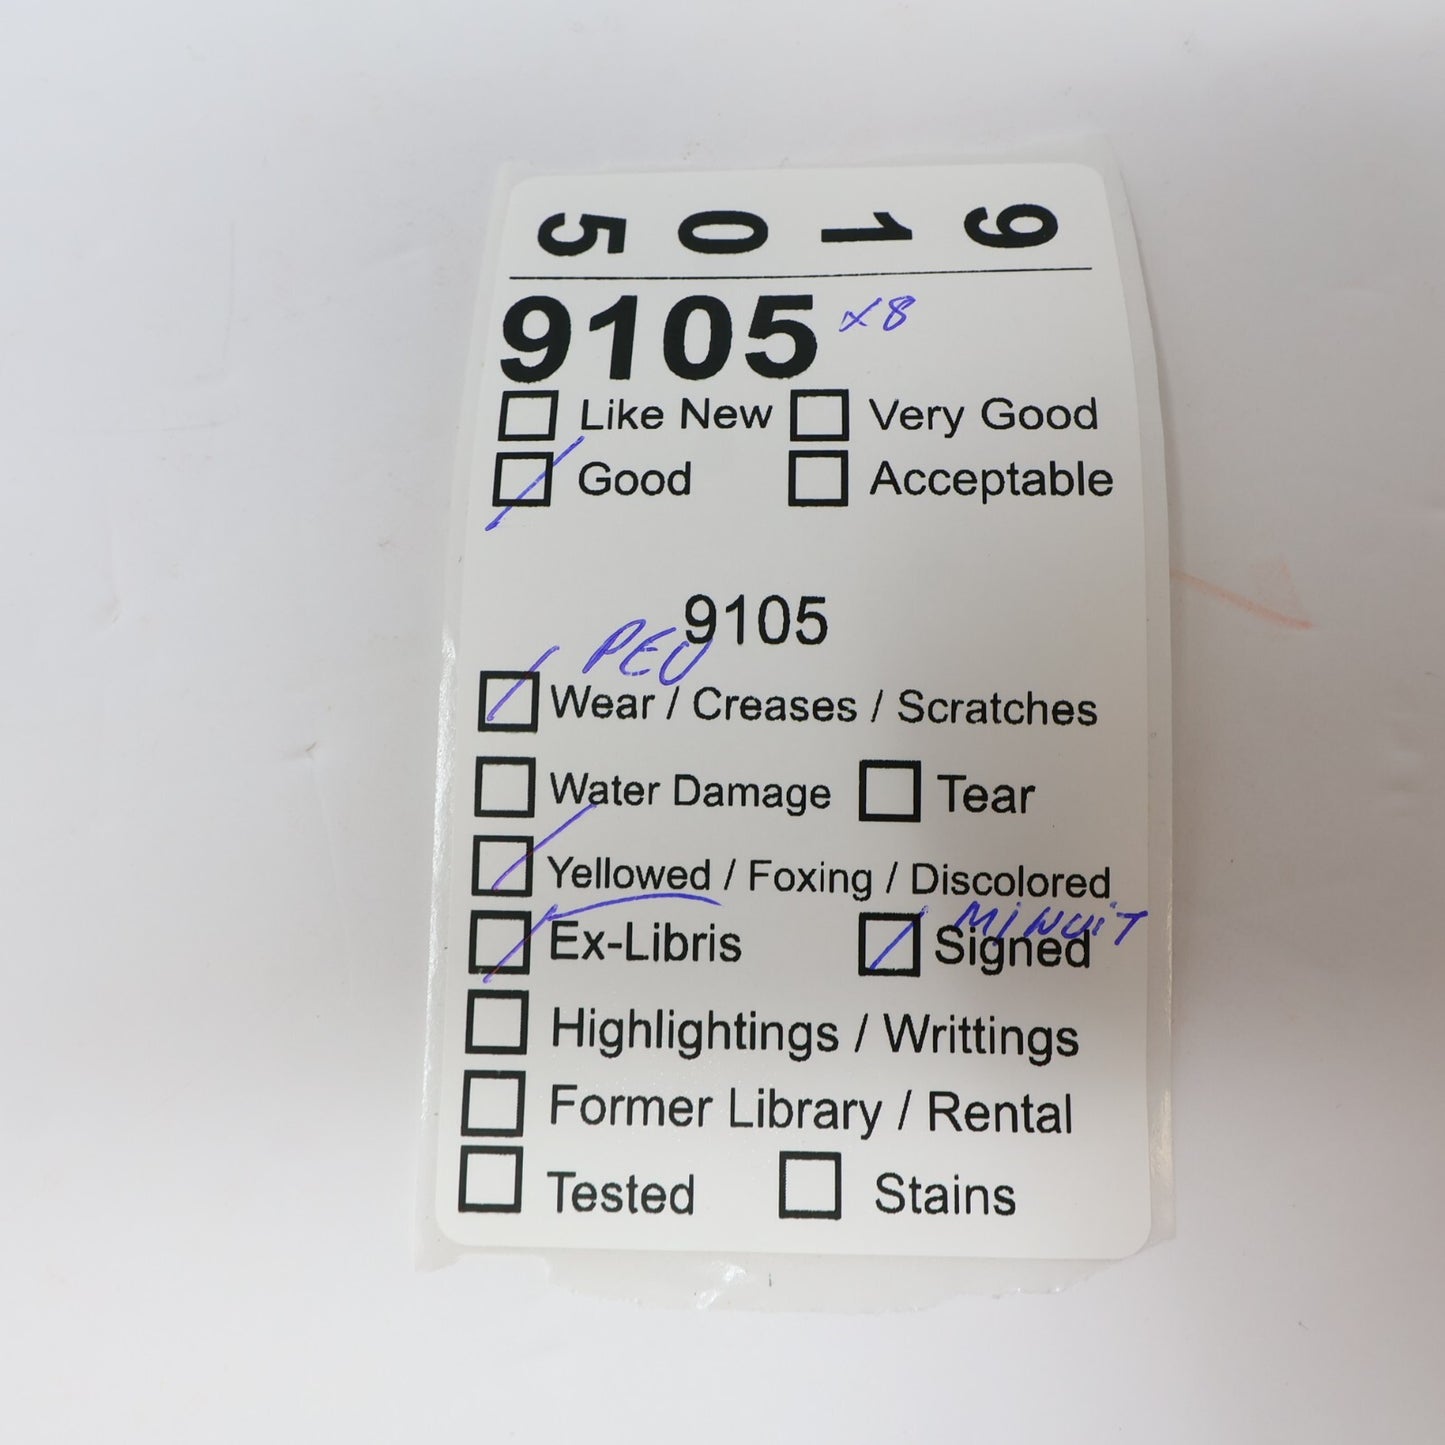 9105
9105 x8
Like New Very Good
Good Acceptable
9105
PEU
Wear / Creases / Scratches
Water Damage Tear
Yellowed / Foxing / Discolored
MINUIT
Ex-Libris Signed
Highlightings / Writtings
Former Library / Rental
Tested Stains